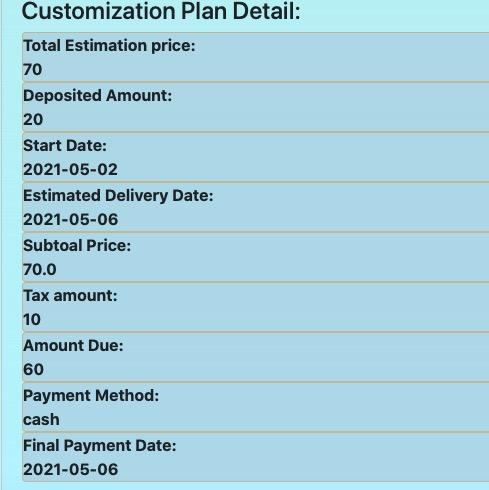 Customization Plan Detail:
Total Estimation price:
70
Deposited Amount:
20
Start Date:
2021-05-02
Estimated Delivery Date:
2021-05-06
Subtoal Price:
70.0
Tax amount:
10
Amount Due:
60
Payment Method:
cash
Final Payment Date:
2021-05-06